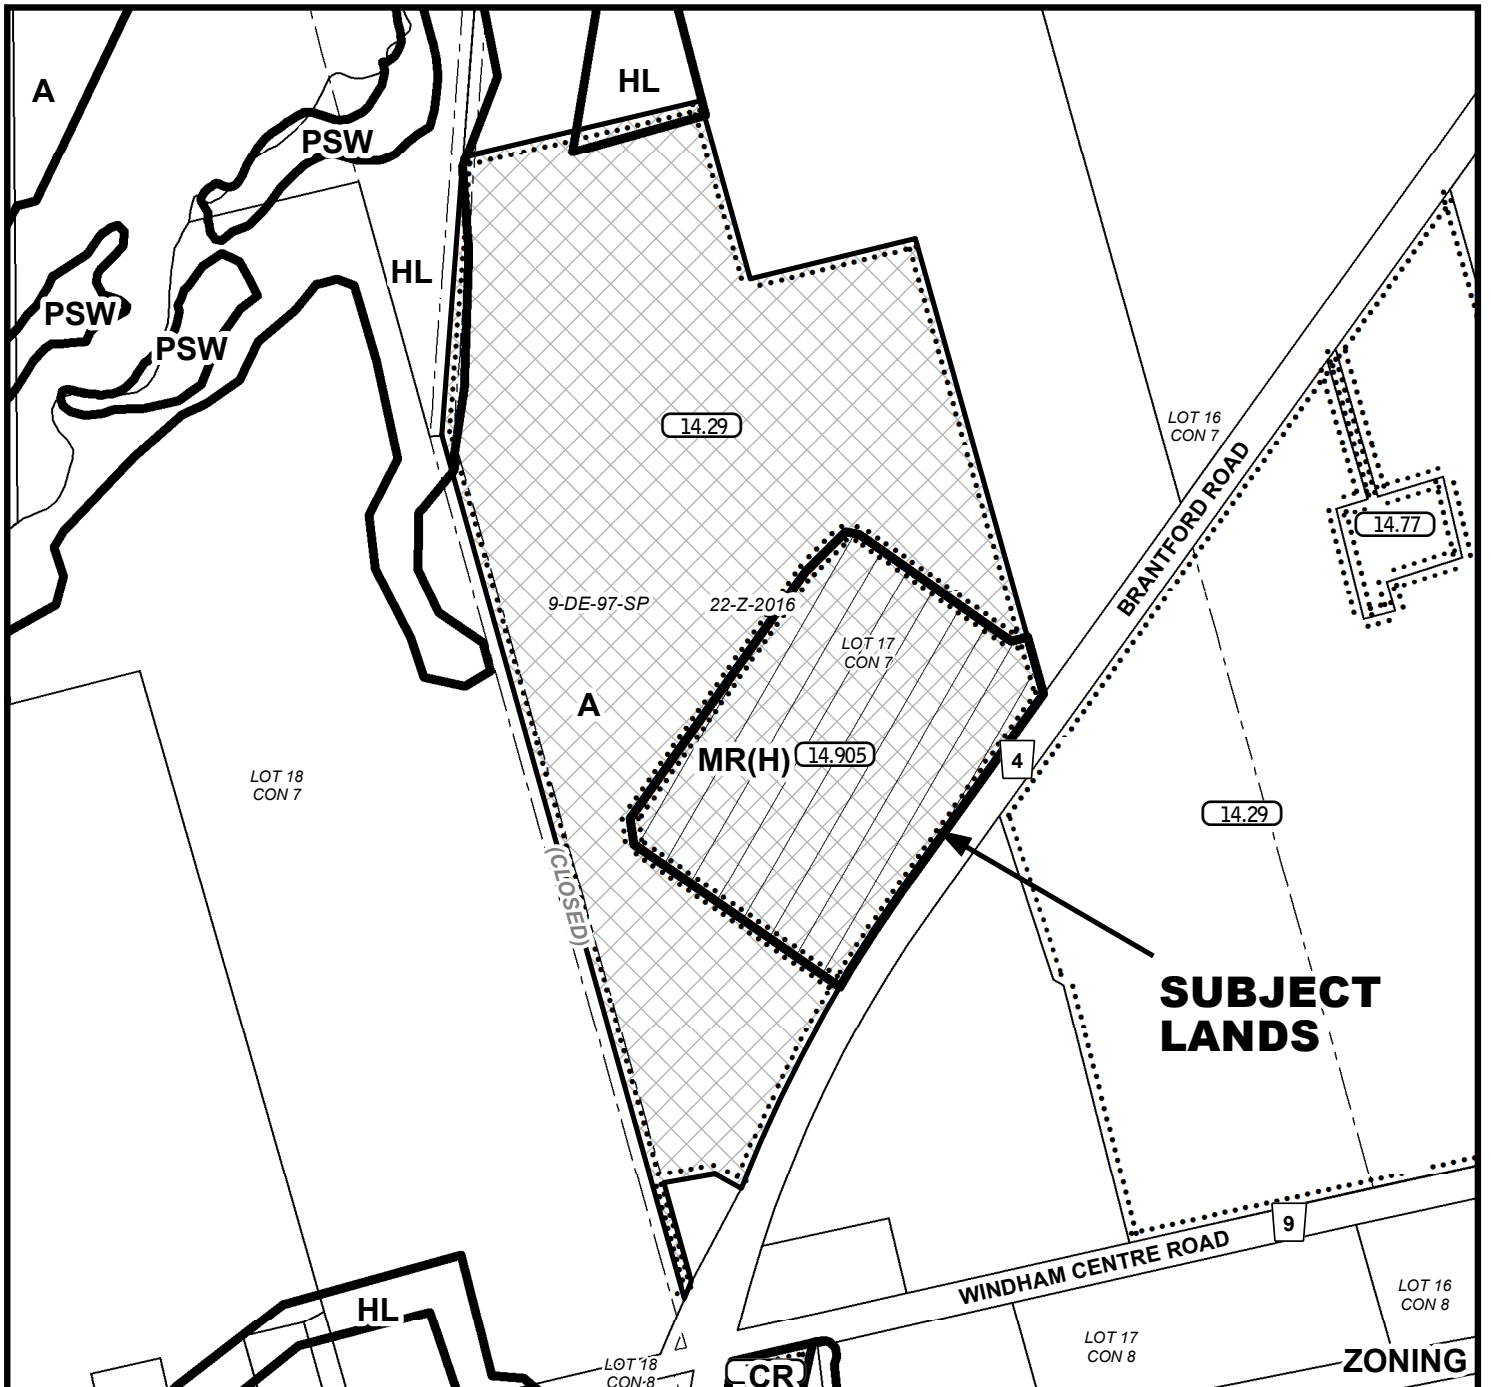 HL
A
PSW
HL
PSW
PSW
14.29
LOT 16
CON 7
BRANTFORD ROAD
14.77
9-DE-97-SP
22-Z-2016
LOT 17
CON 7
A
MR(H)
14.905
4
LOT 18
CON 7
14.29
(CLOSED)
SUBJECT
LANDS
9
WINDHAM CENTRE ROAD
HL
LOT 16
CON 8
LOT 17
CON 8
ZONING
LOT 18
CON 8
CR